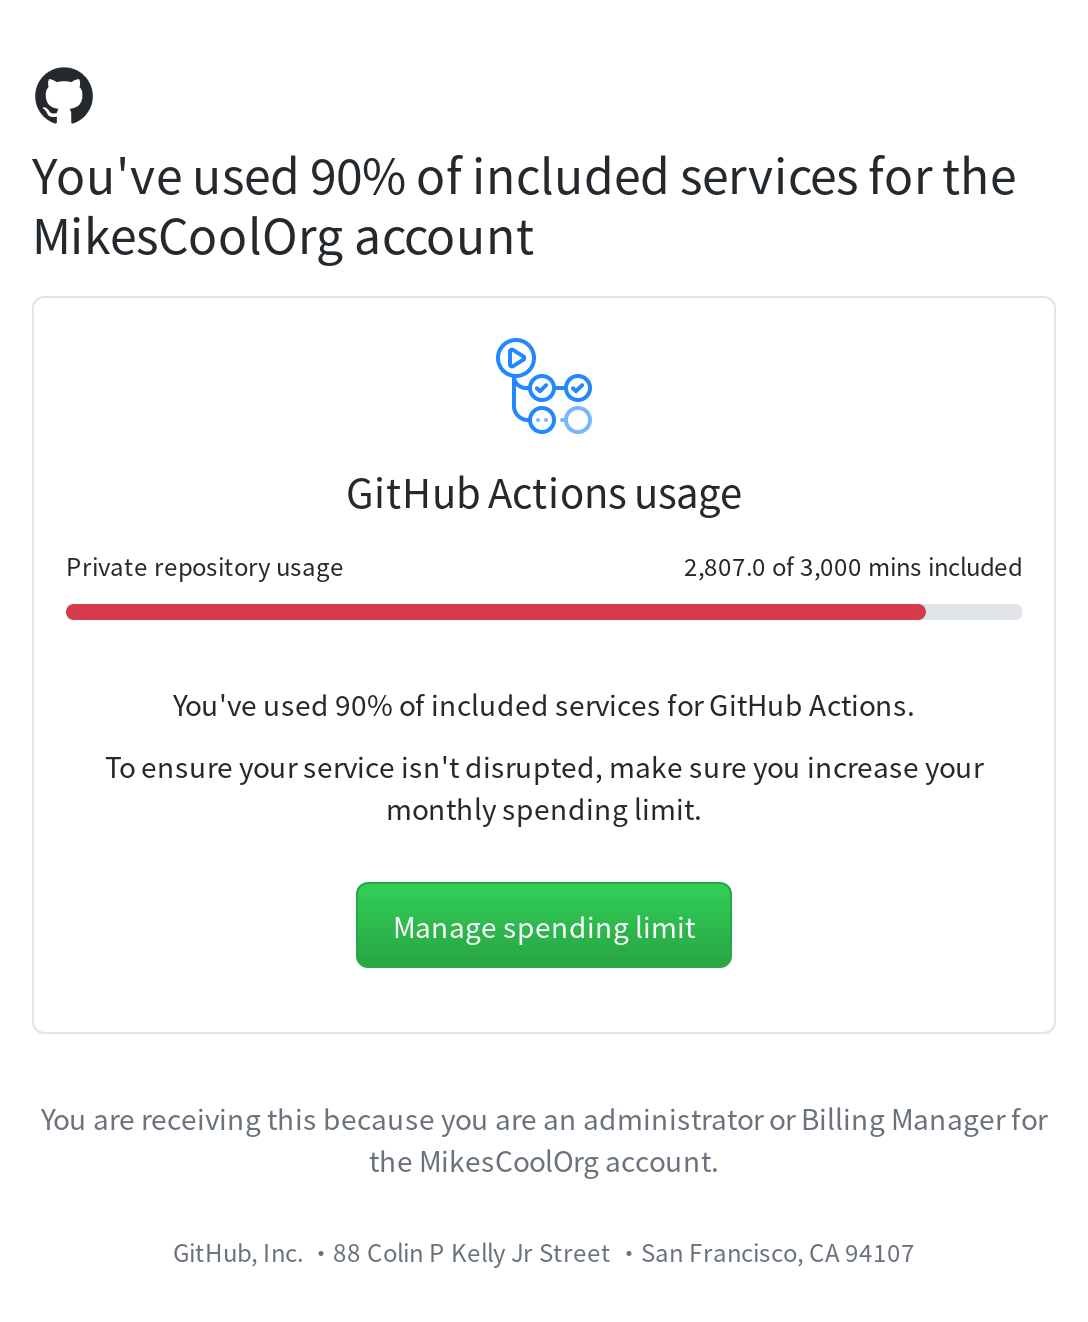 You've used 90% of included services for the
MikesCoolOrg account
GitHub Actions usage
Private repository usage 2,807.0 of 3,000 mins included
You've used 90% of included services for GitHub Actions.
To ensure your service isn't disrupted, make sure you increase your
monthly spending limit.
Manage spending limit
You are receiving this because you are an administrator or Billing Manager for
the MikesCoolOrg account.
GitHub, Inc. • 88 Colin P Kelly Jr Street • San Francisco, CA 94107